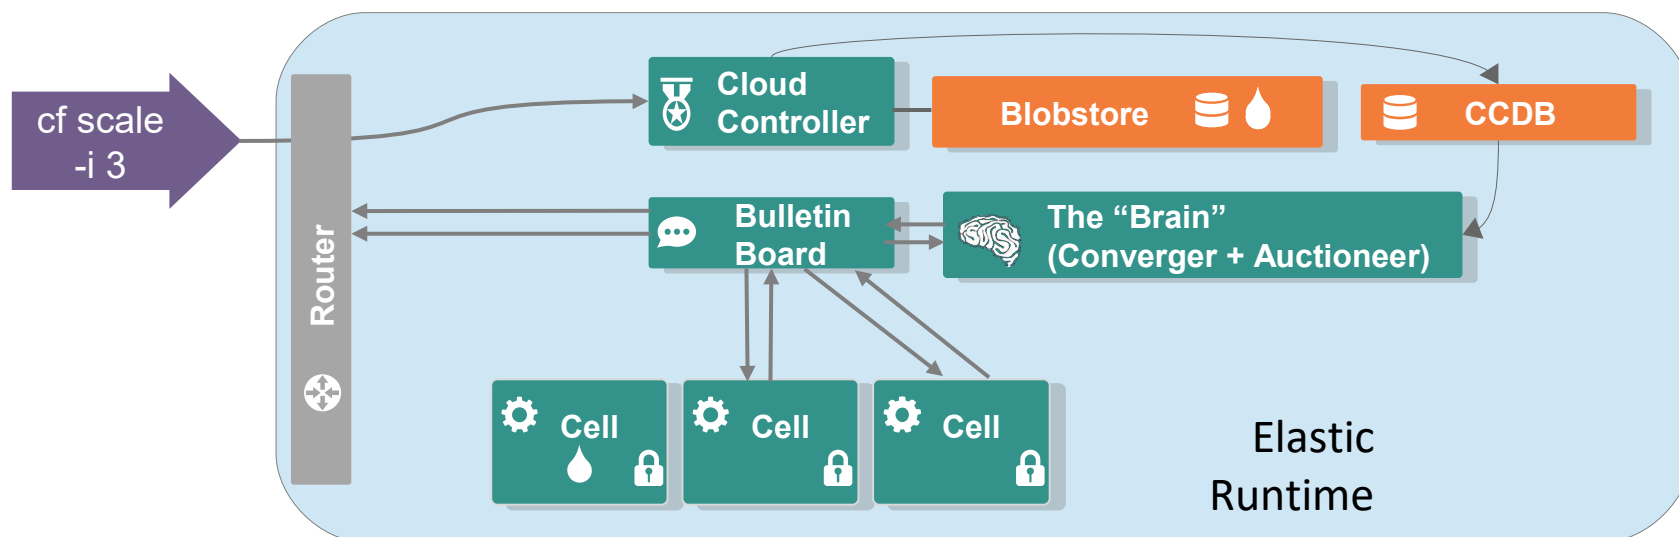 cf scale
-i 3
Router
Cloud
Controller
Blobstore
CCDB
Bulletin
Board
The “Brain”
(Converger + Auctioneer)
Cell
Cell
Cell
Elastic
Runtime